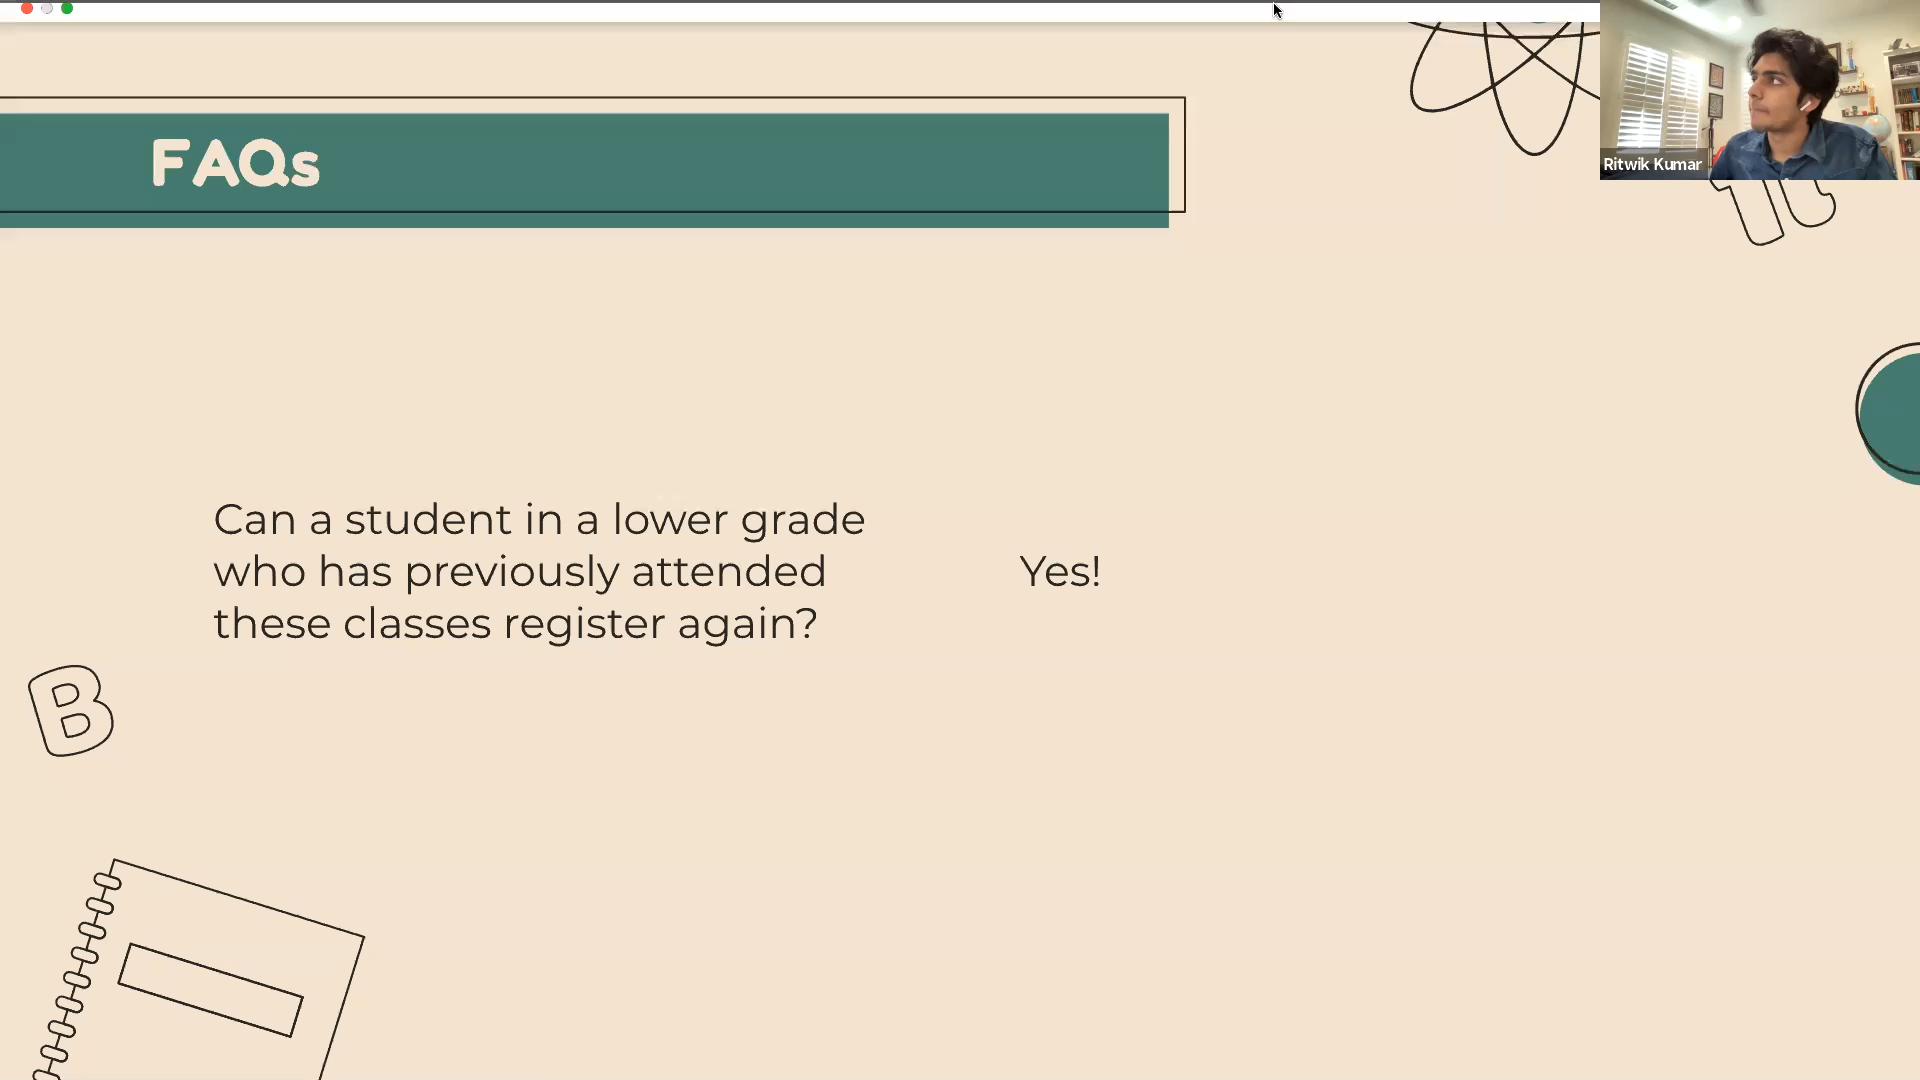 FAQs
Ritwik Kumar
π
Can a student in a lower grade
who has previously attended
these classes register again?
Yes!
B